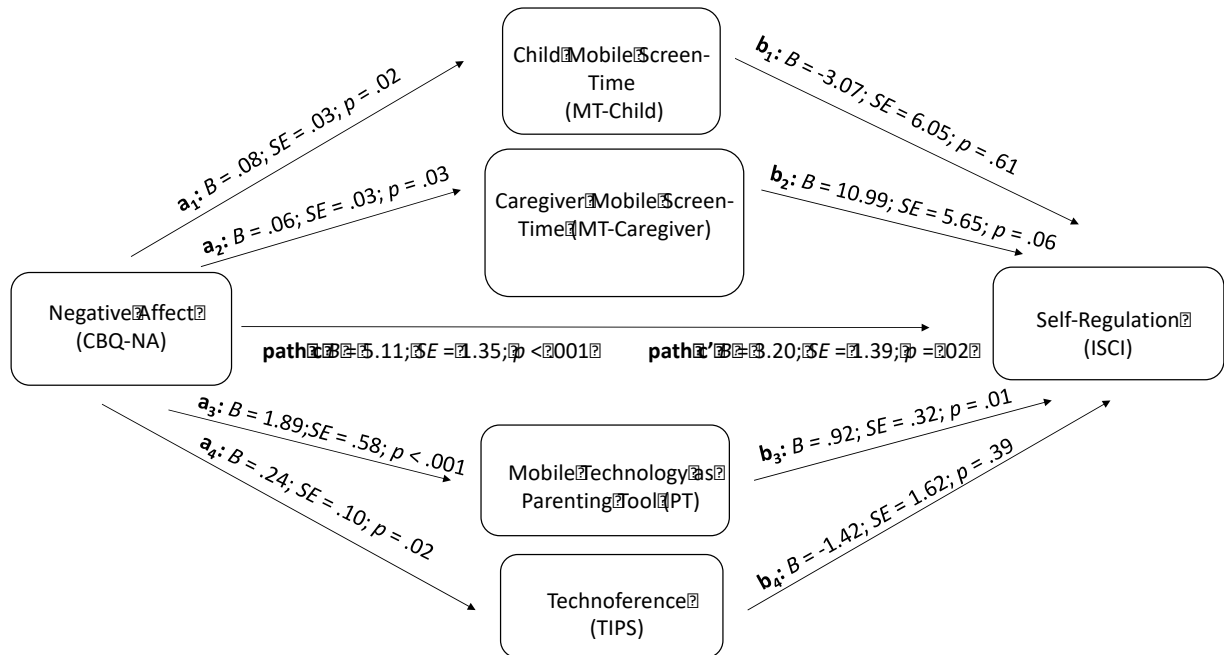 Child Mobile Screen-
Time
(MT-Child)
b1: B = -3.07; SE = 6.05; p = .61
a1: B = .08; SE = .03; p = .02
Caregiver Mobile Screen-
Time (MT-Caregiver)
b2: B = 10.99; SE = 5.65; p = .06
a2: B = .06; SE = .03; p = .03
Negative Affect
(CBQ-NA)
Self-Regulation
(ISCI)
path c B = 5.11; SE = 1.35; p < 001
path c' B = 3.20; SE = 1.39; p = 02
a3: B = 1.89;SE = .58; p < .001
b3: B = .92; SE = .32; p = .01
Mobile Technology as
Parenting Tool (PT)
a4: B = .24; SE = .10; p = .02
b4: B = -1.42; SE = 1.62; p = .39
Technoference
(TIPS)